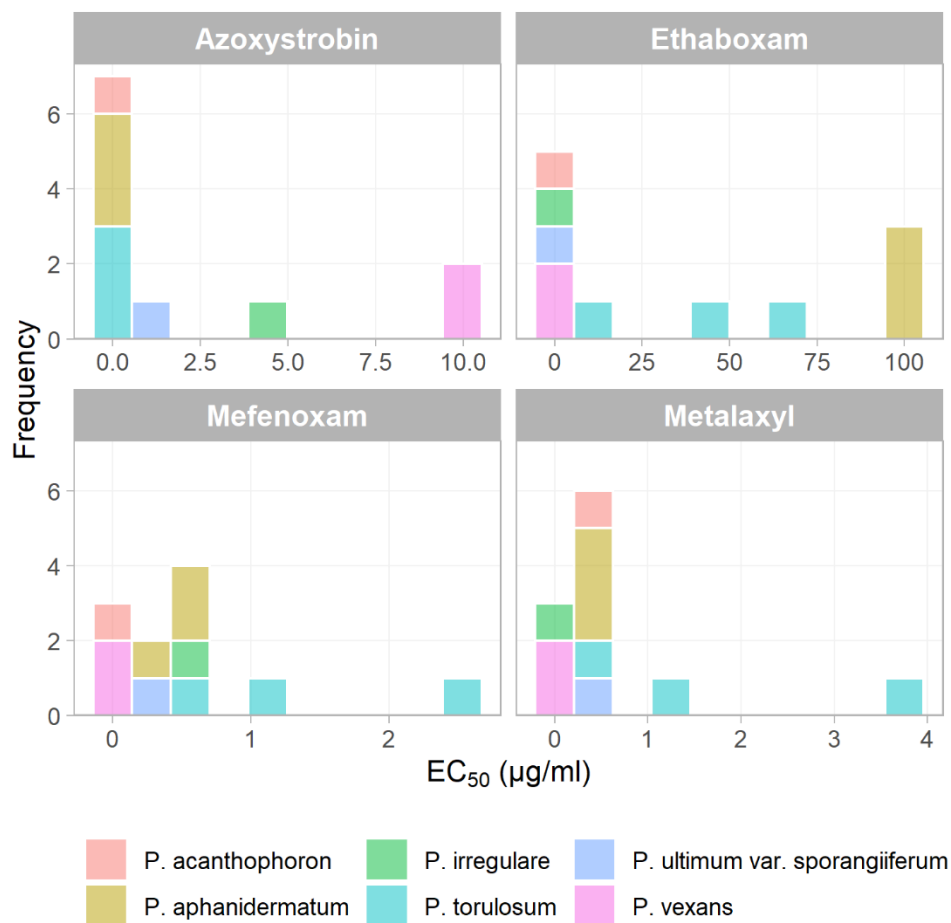 Azoxystrobin
Ethaboxam
6
4
2
0
0.0 2.5 5.0 7.5 10.0
0 25 50 75 100
Frequency
Mefenoxam
Metalaxyl
6
4
2
0
0 1 2
0 1 2 3 4
EC50 (µg/ml)
P. acanthophoron P. irregulare P. ultimum var. sporangiiferum
P. aphanidermatum P. torulosum P. vexans